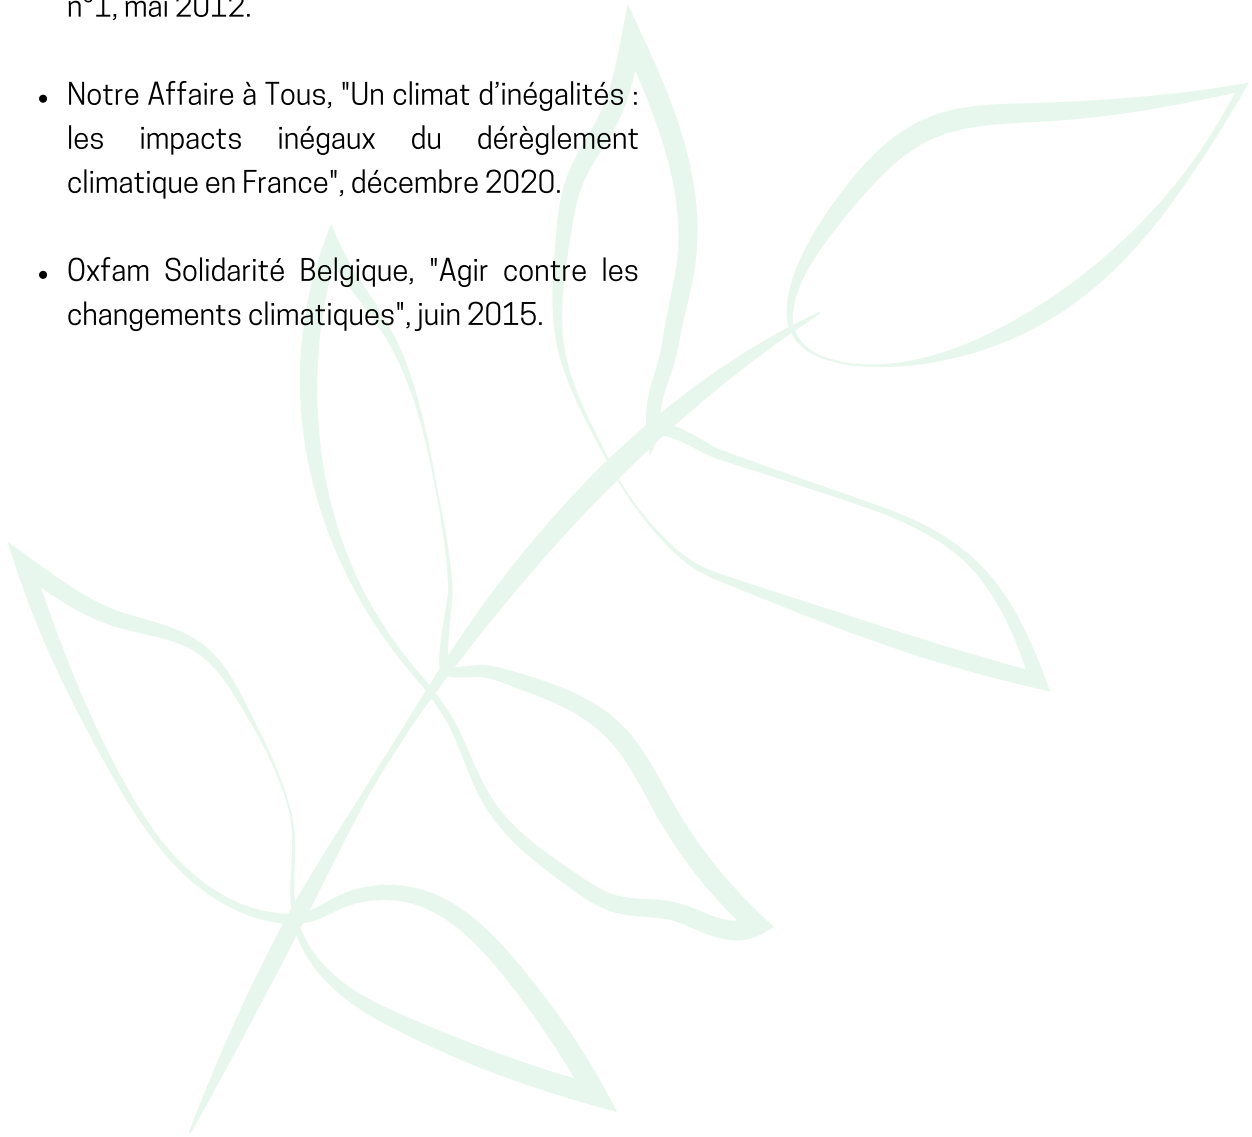 n°1, mai 2012.
• Notre Affaire à Tous, "Un climat d’inégalités :
les impacts inégaux du dérèglement
climatique en France", décembre 2020.
• Oxfam Solidarité Belgique, "Agir contre les
changements climatiques", juin 2015.